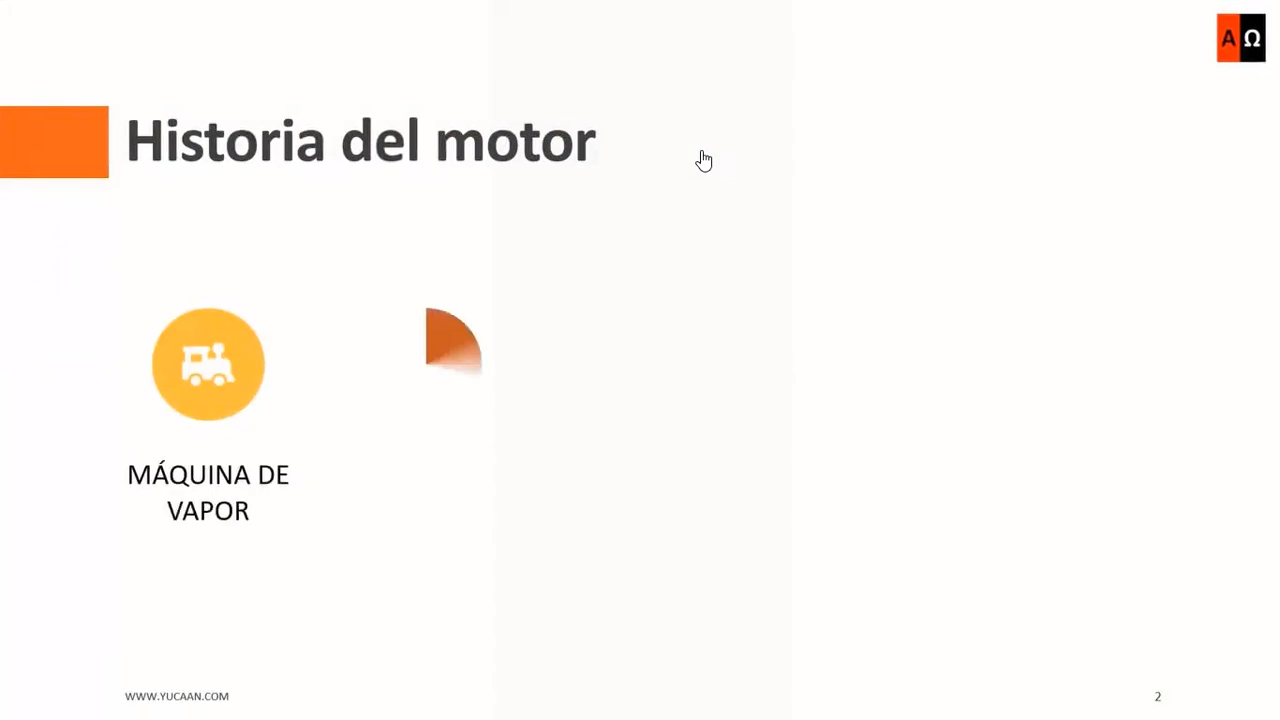 AΩ
Historia del motor
MÁQUINA DE
VAPOR
WWW.YUCAAN.COM
2